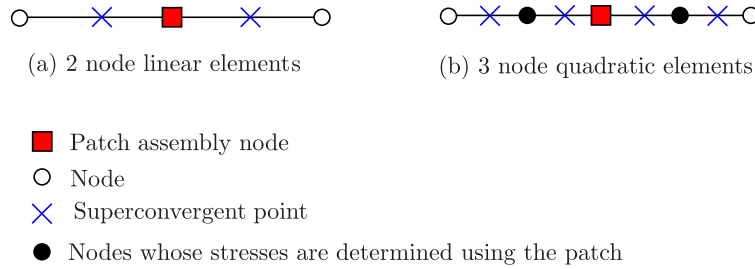 (a) 2 node linear elements
(b) 3 node quadratic elements
Patch assembly node
Node
Superconvergent point
Nodes whose stresses are determined using the patch